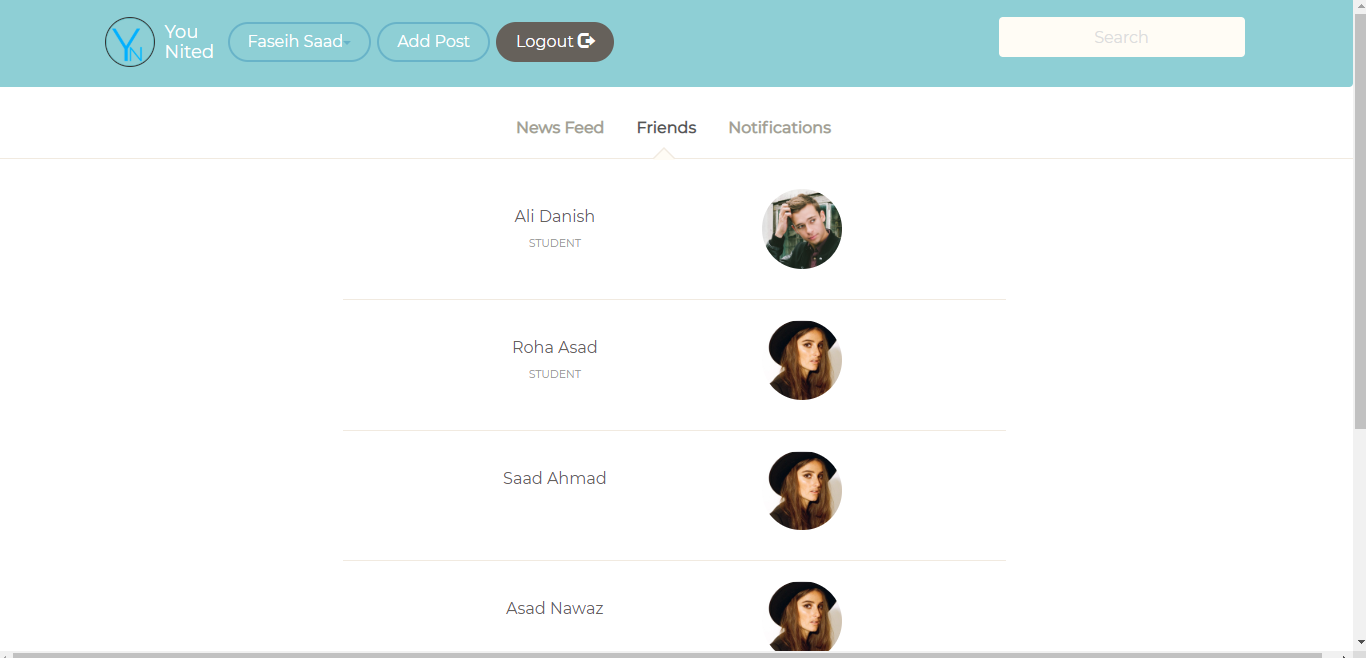 YN
You
Nited
Faseih Saad
Add Post
Logout
Search
News Feed
Friends
Notifications
Ali Danish
STUDENT
Roha Asad
STUDENT
Saad Ahmad
Asad Nawaz